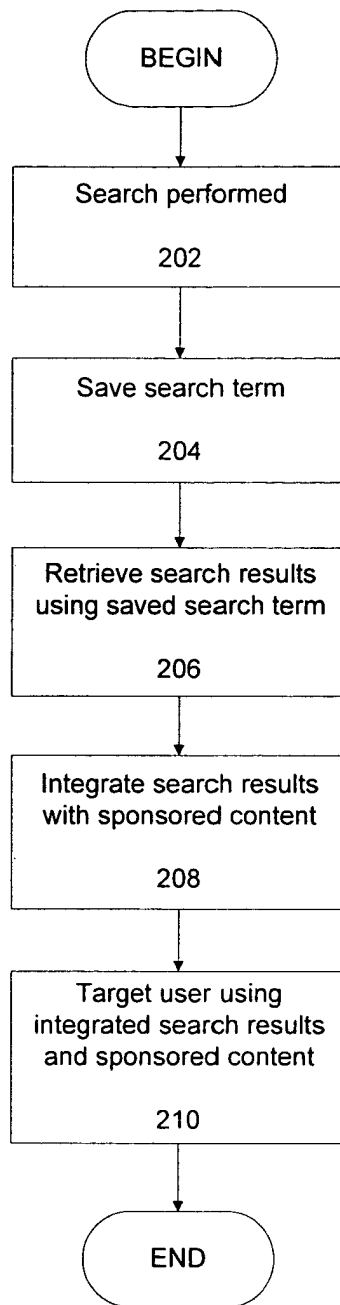 BEGIN
Search performed
202
Save search term
204
Retrieve search results
using saved search term
206
Integrate search results
with sponsored content
208
Target user using
integrated search results
and sponsored content
210
END